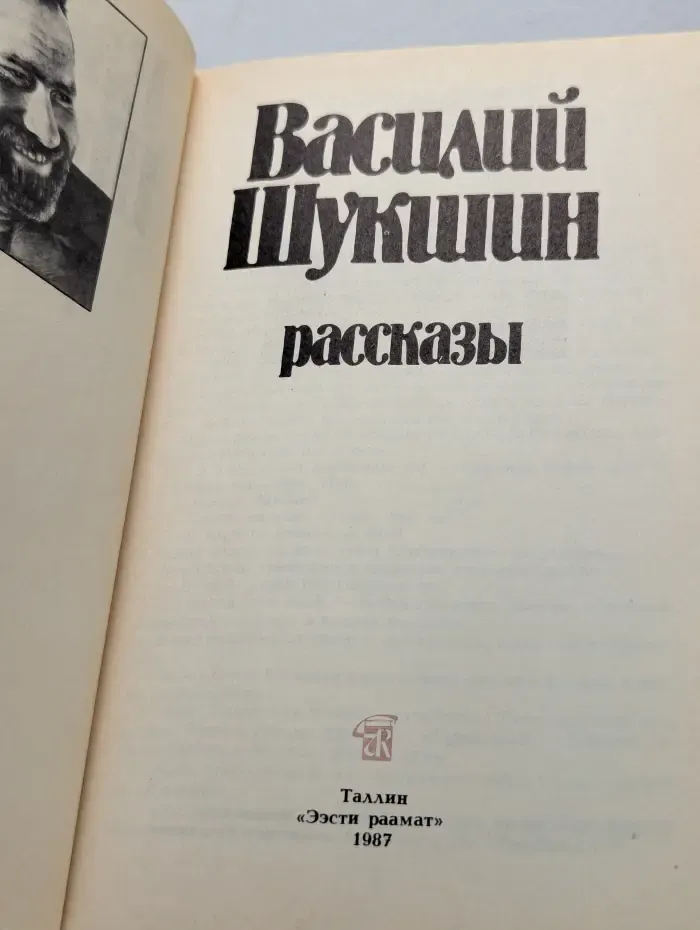 Василий
Шукшин
рассказы
Таллин
«Ээсти раамат»
1987